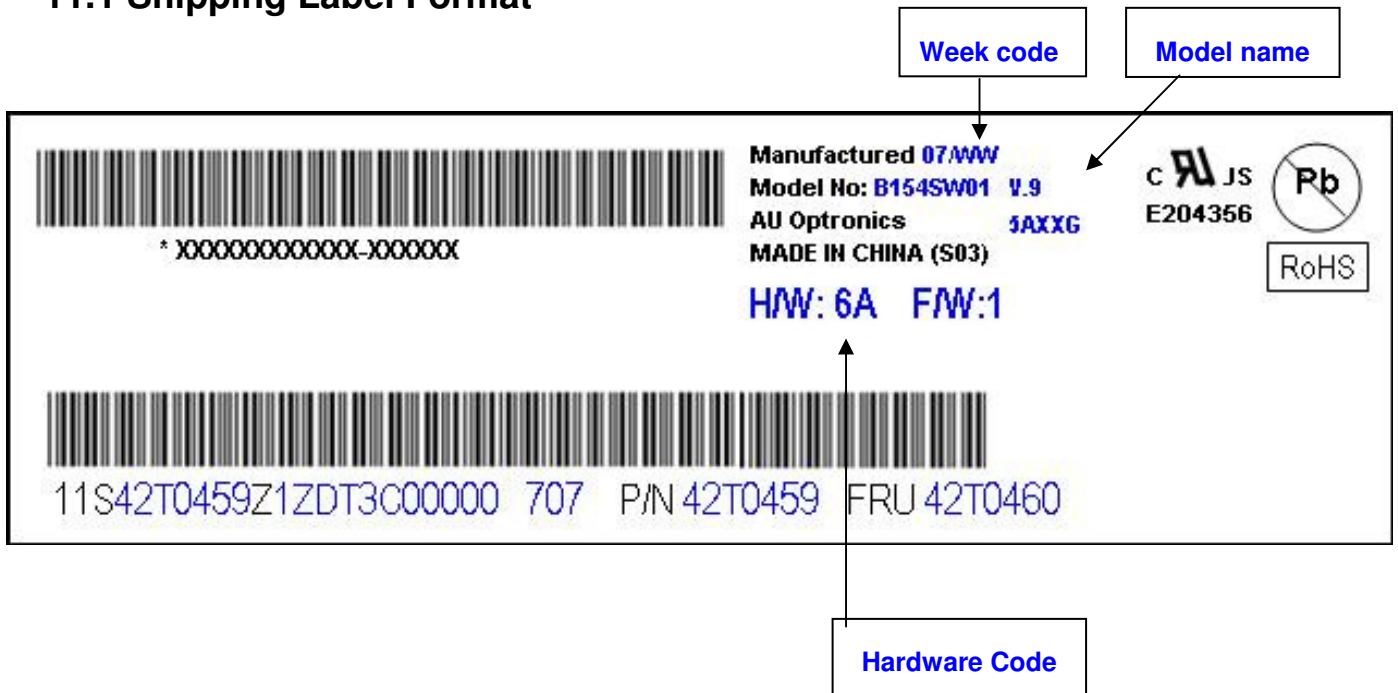 11.1 Shipping Label Format
Week code
Model name
Manufactured 07/WW
Model No: B154SW01 V.9
AU Optronics 5AXXG
MADE IN CHINA (S03)
H/W: 6A F/W:1
* XXXXXXXXXXXXX-XXXXXX
c RU US
E204356
Pb
RoHS
11S42T0459Z1ZDT3C00000 707 P/N 42T0459 FRU 42T0460
Hardware Code